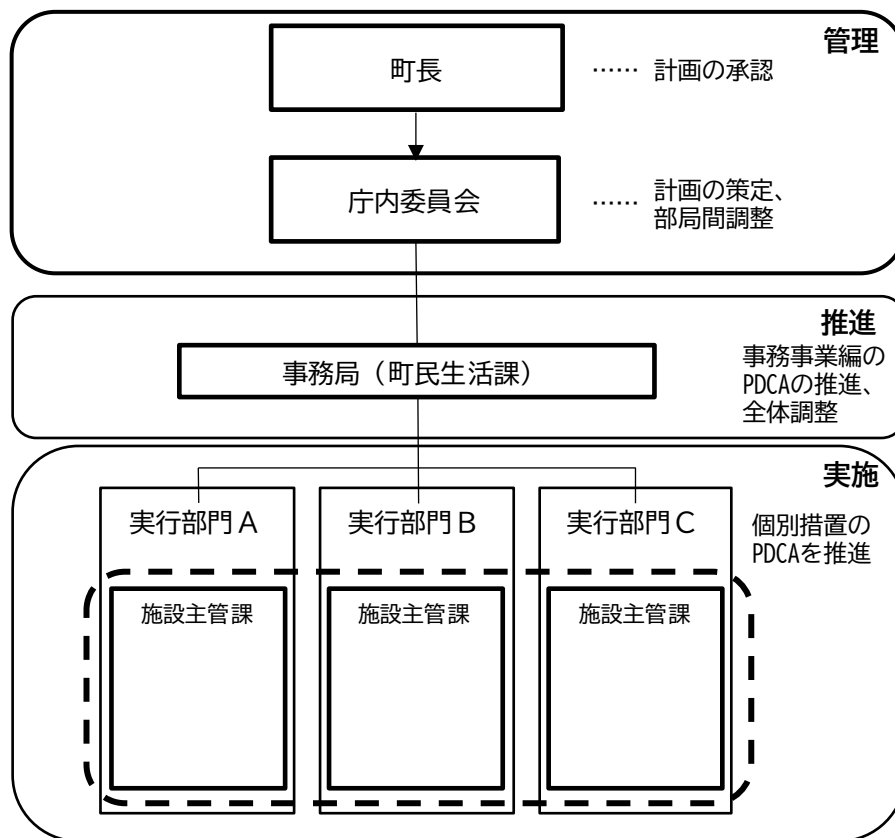 管理
町長
…… 計画の承認
庁内委員会
…… 計画の策定、
部局間調整
推進
事務局（町民生活課）
事務事業編の
PDCAの推進、
全体調整
実施
実行部門Ａ
実行部門Ｂ
実行部門Ｃ
個別措置の
PDCAを推進
施設主管課
施設主管課
施設主管課